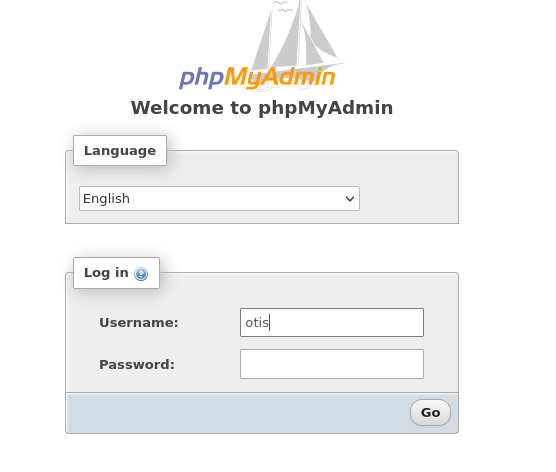 phpMyAdmin
Welcome to phpMyAdmin
Language
English
Log in ?
Username: otis
Password:
Go